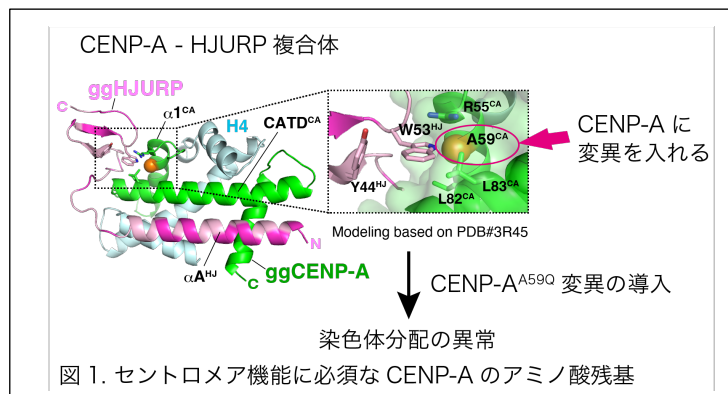 CENP-A - HJURP 複合体
ggHJURP
C
α1CA
H4
CATDCA
N
αAHJ
ggCENP-A
C
R55CA
W53HJ
A59CA
Y44HJ
L83CA
L82CA
CENP-A に
変異を入れる
Modeling based on PDB#3R45
CENP-AA59Q 変異の導入
染色体分配の異常
図 1. セントロメア機能に必須な CENP-A のアミノ酸残基